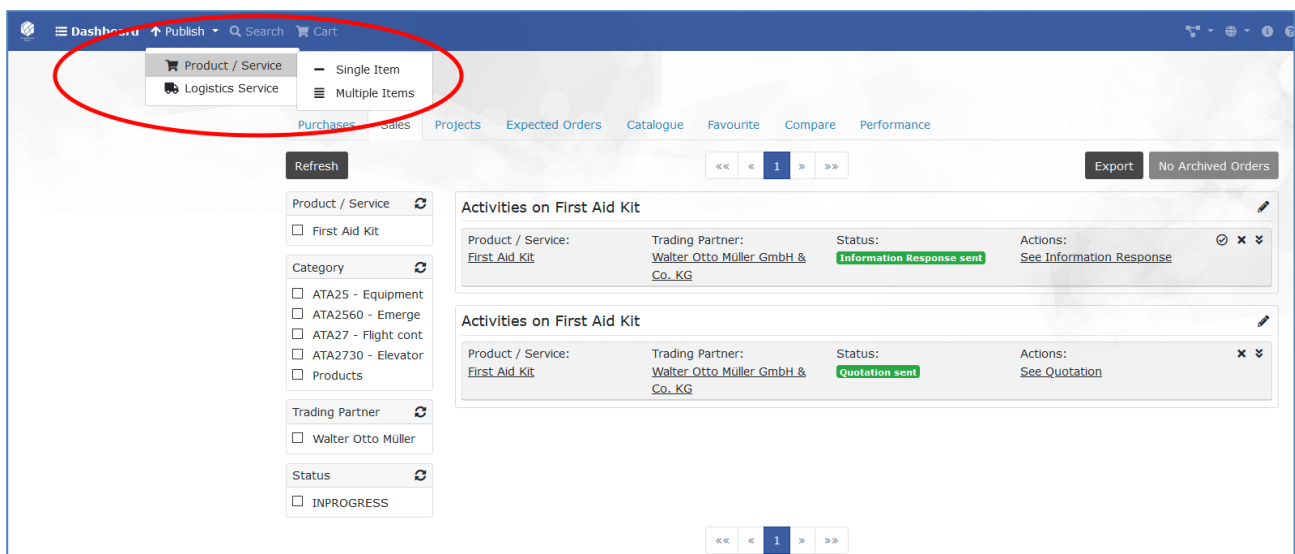 Dashboard Publish Search Cart
Product / Service
Logistics Service
Single Item
Multiple Items
Purchases Sales Projects Expected Orders Catalogue Favourite Compare Performance
Refresh
«« « 1 » »»
Export No Archived Orders
Product / Service
First Aid Kit
Category
ATA25 - Equipment
ATA2560 - Emerge
ATA27 - Flight cont
ATA2730 - Elevator
Products
Trading Partner
Walter Otto Müller
Status
INPROGRESS
Activities on First Aid Kit
Product / Service: Trading Partner: Status: Actions:
First Aid Kit Walter Otto Müller GmbH & Information Response sent See Information Response
Co. KG
Activities on First Aid Kit
Product / Service: Trading Partner: Status: Actions:
First Aid Kit Walter Otto Müller GmbH & Quotation sent See Quotation
Co. KG
«« « 1 » »»